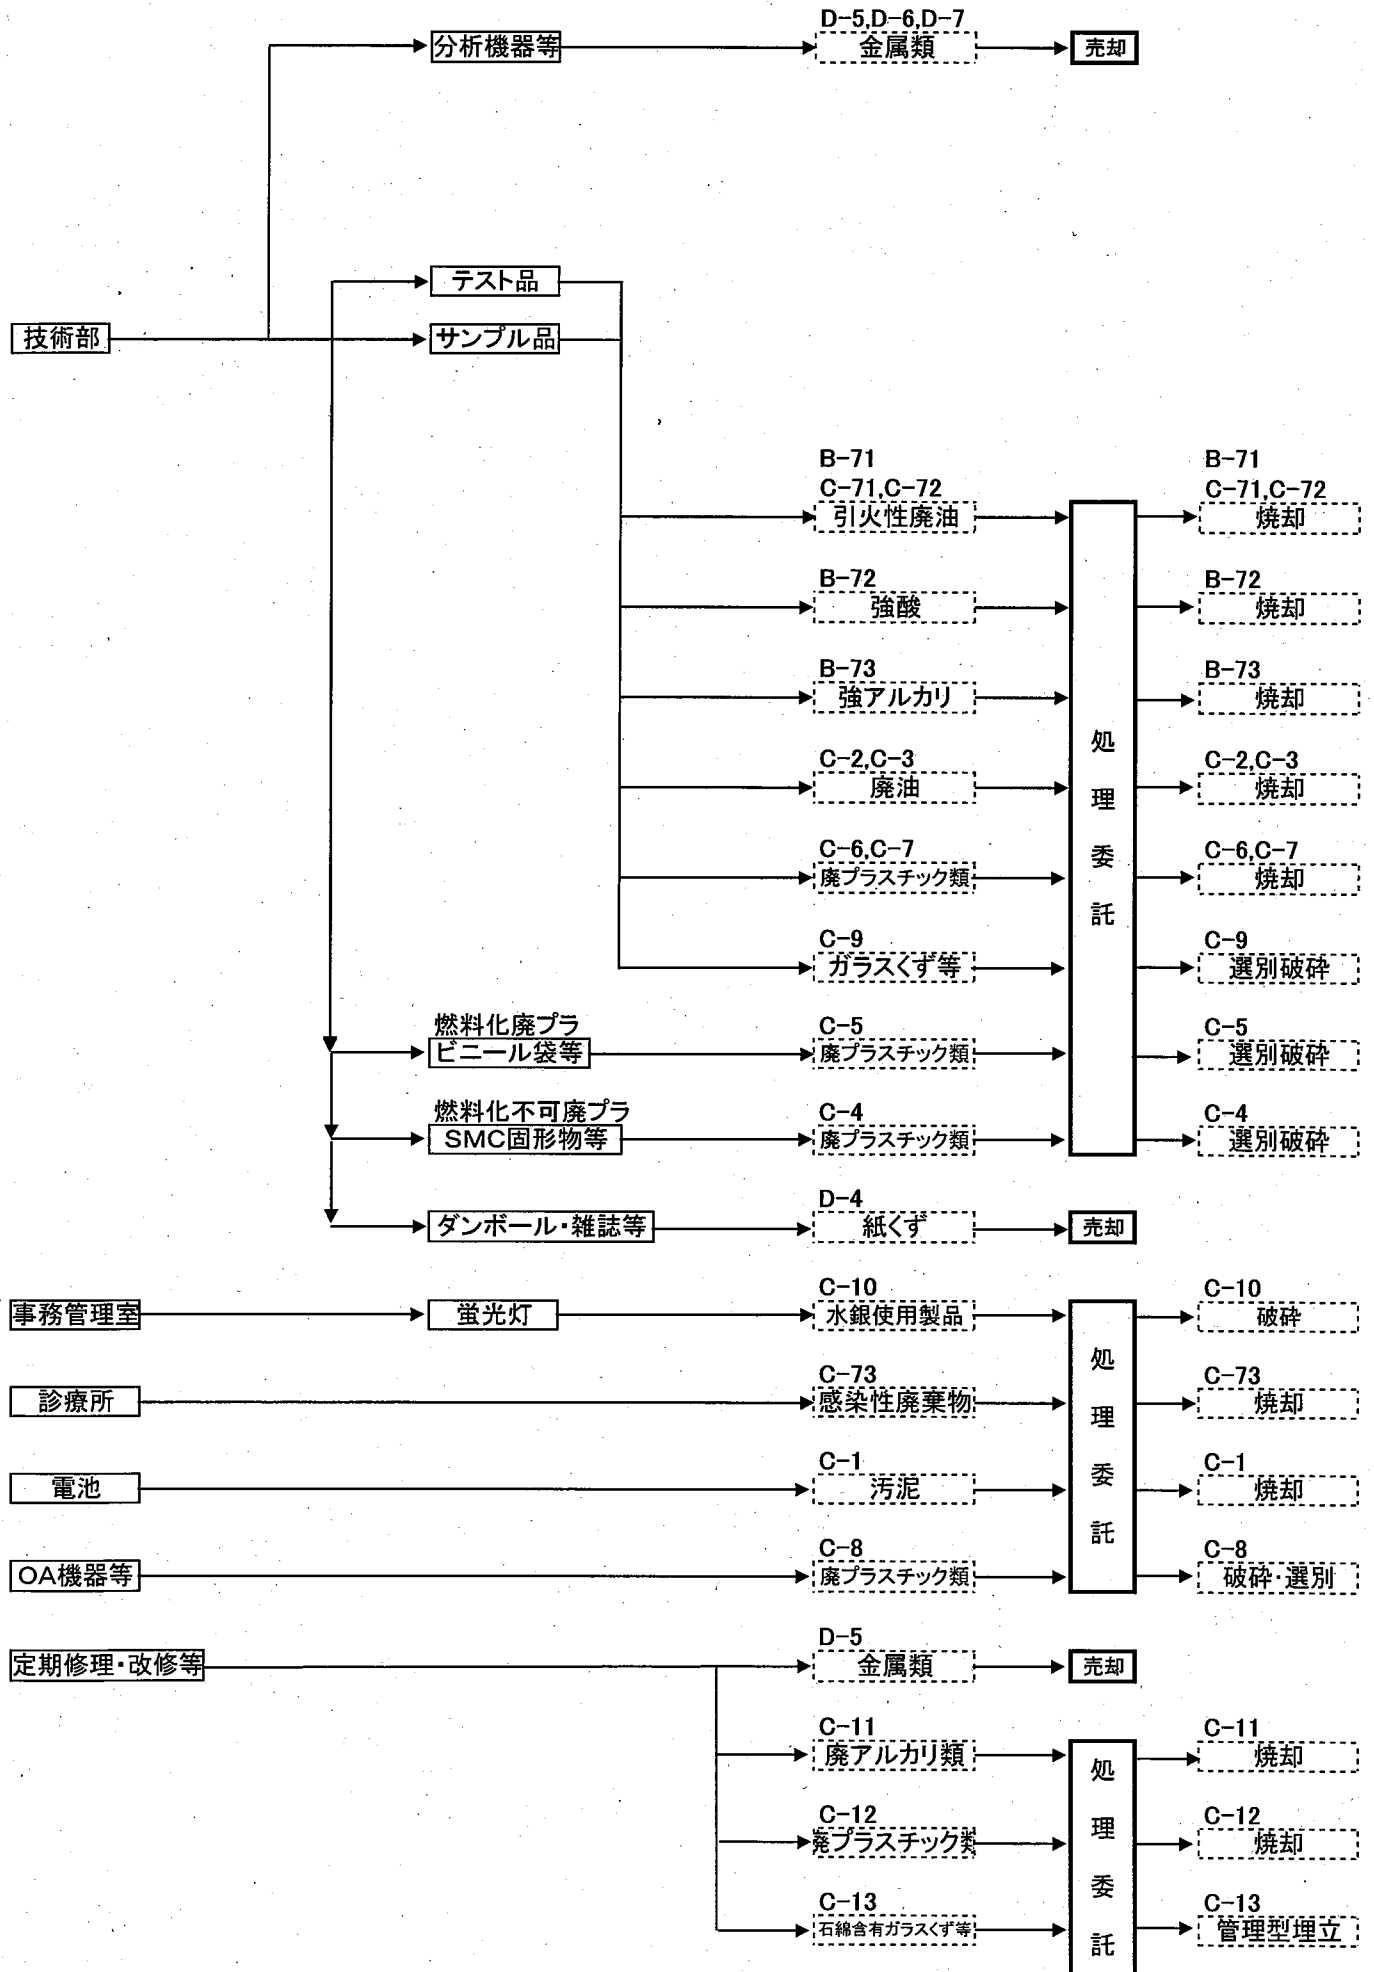 D-5,D-6,D-7
分析機器等
金属類
売却
テスト品
技術部
サンプル品
B-71
C-71,C-72
引火性廃油
B-71
C-71,C-72
焼却
B-72
強酸
B-72
焼却
B-73
強アルカリ
B-73
焼却
C-2,C-3
廃油
C-2,C-3
焼却
C-6,C-7
廃プラスチック類
C-6,C-7
焼却
C-9
ガラスくず等
C-9
選別破砕
処理委託
燃料化廃プラ
ビニール袋等
C-5
廃プラスチック類
C-5
選別破砕
燃料化不可廃プラ
SMC固形物等
C-4
廃プラスチック類
C-4
選別破砕
ダンボール・雑誌等
D-4
紙くず
売却
事務管理室
蛍光灯
C-10
水銀使用製品
C-10
破砕
診療所
C-73
感染性廃棄物
C-73
焼却
処理委託
電池
C-1
汚泥
C-1
焼却
OA機器等
C-8
廃プラスチック類
C-8
破砕・選別
定期修理・改修等
D-5
金属類
売却
C-11
廃アルカリ類
C-11
焼却
処理委託
C-12
廃プラスチック類
C-12
焼却
C-13
石綿含有ガラスくず等
C-13
管理型埋立